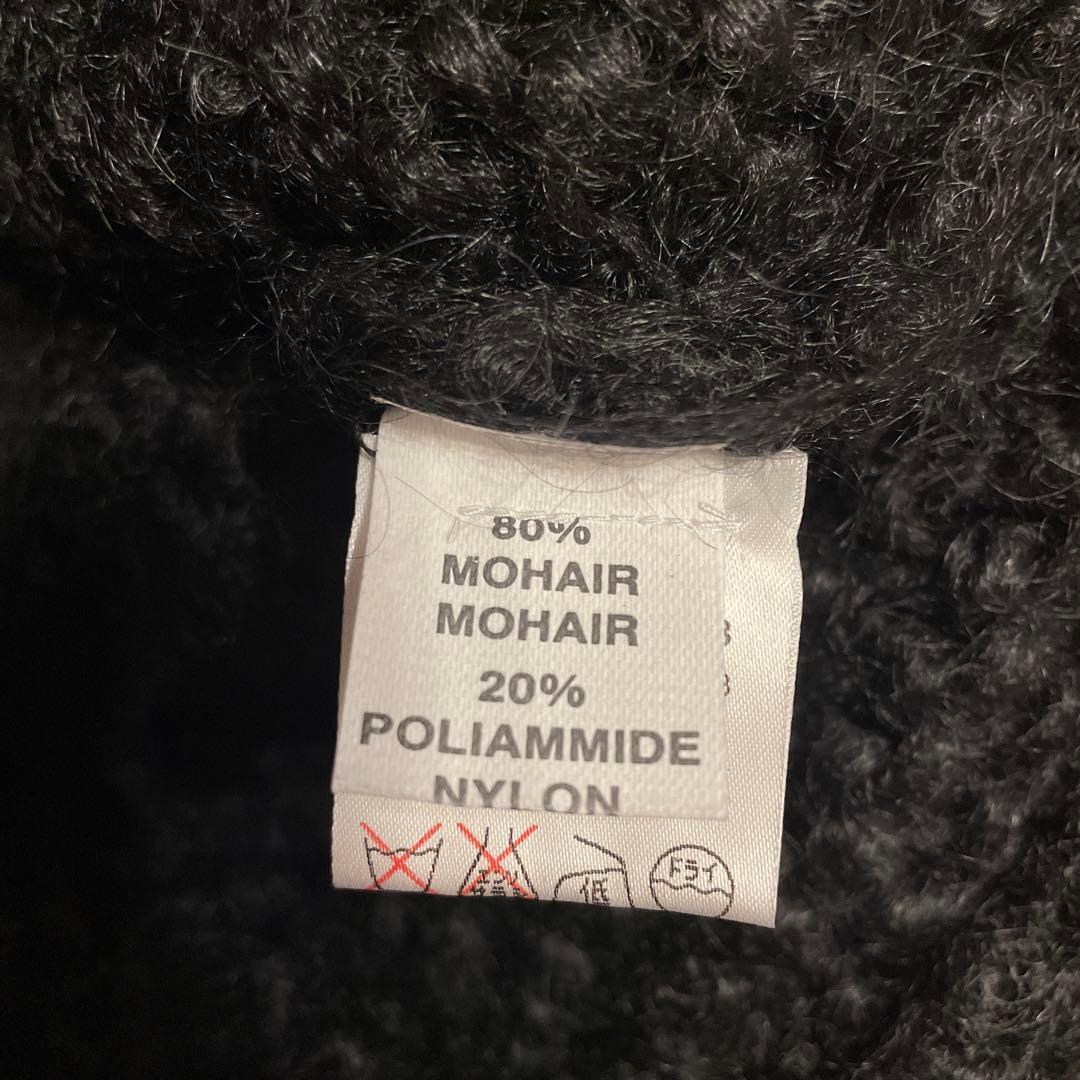 80%
MOHAIR
MOHAIR
20%
POLIAMMIDE
NYLON
低
ドライ